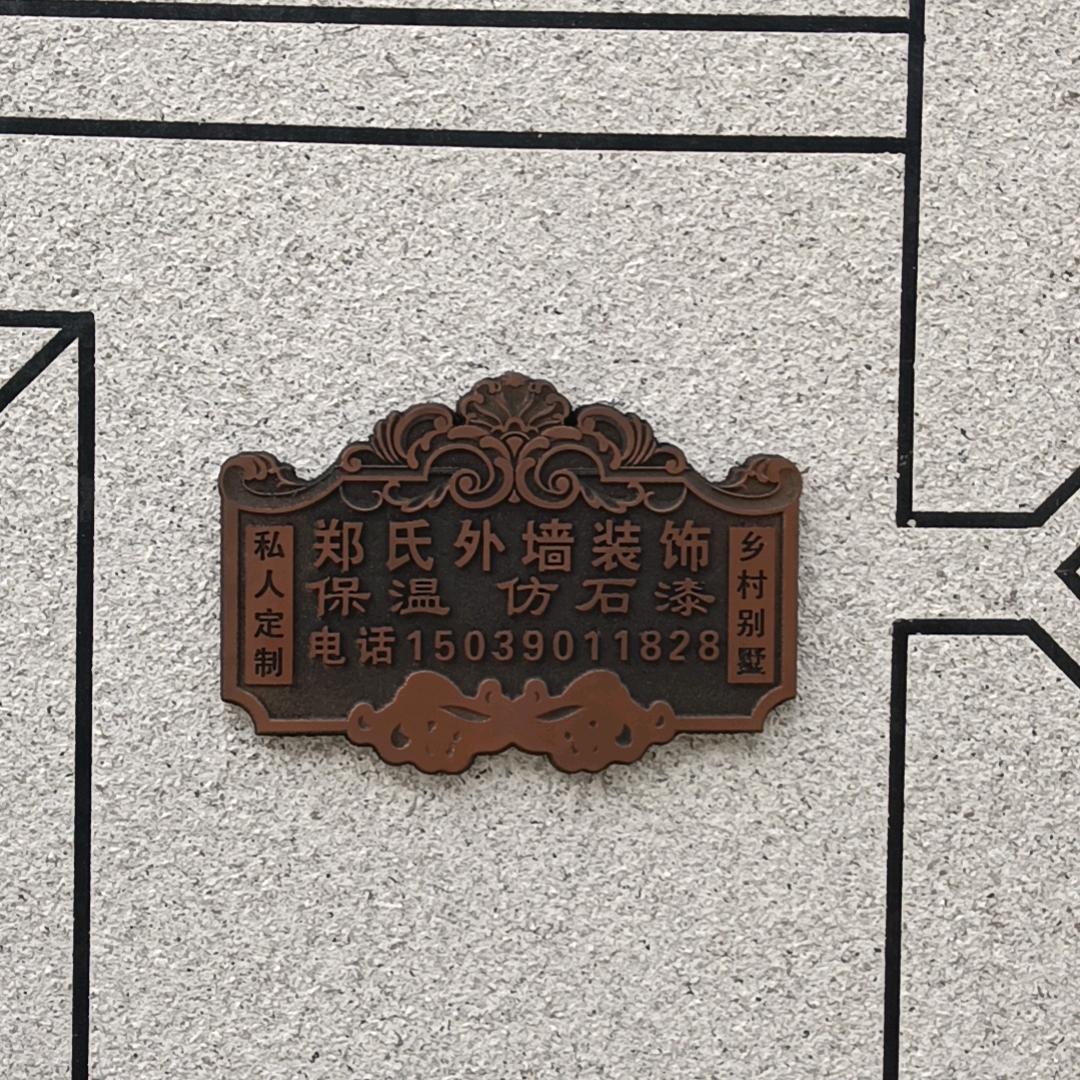 郑氏外墙装饰
保温 仿石漆
电话15039011828
私人定制
乡村别墅